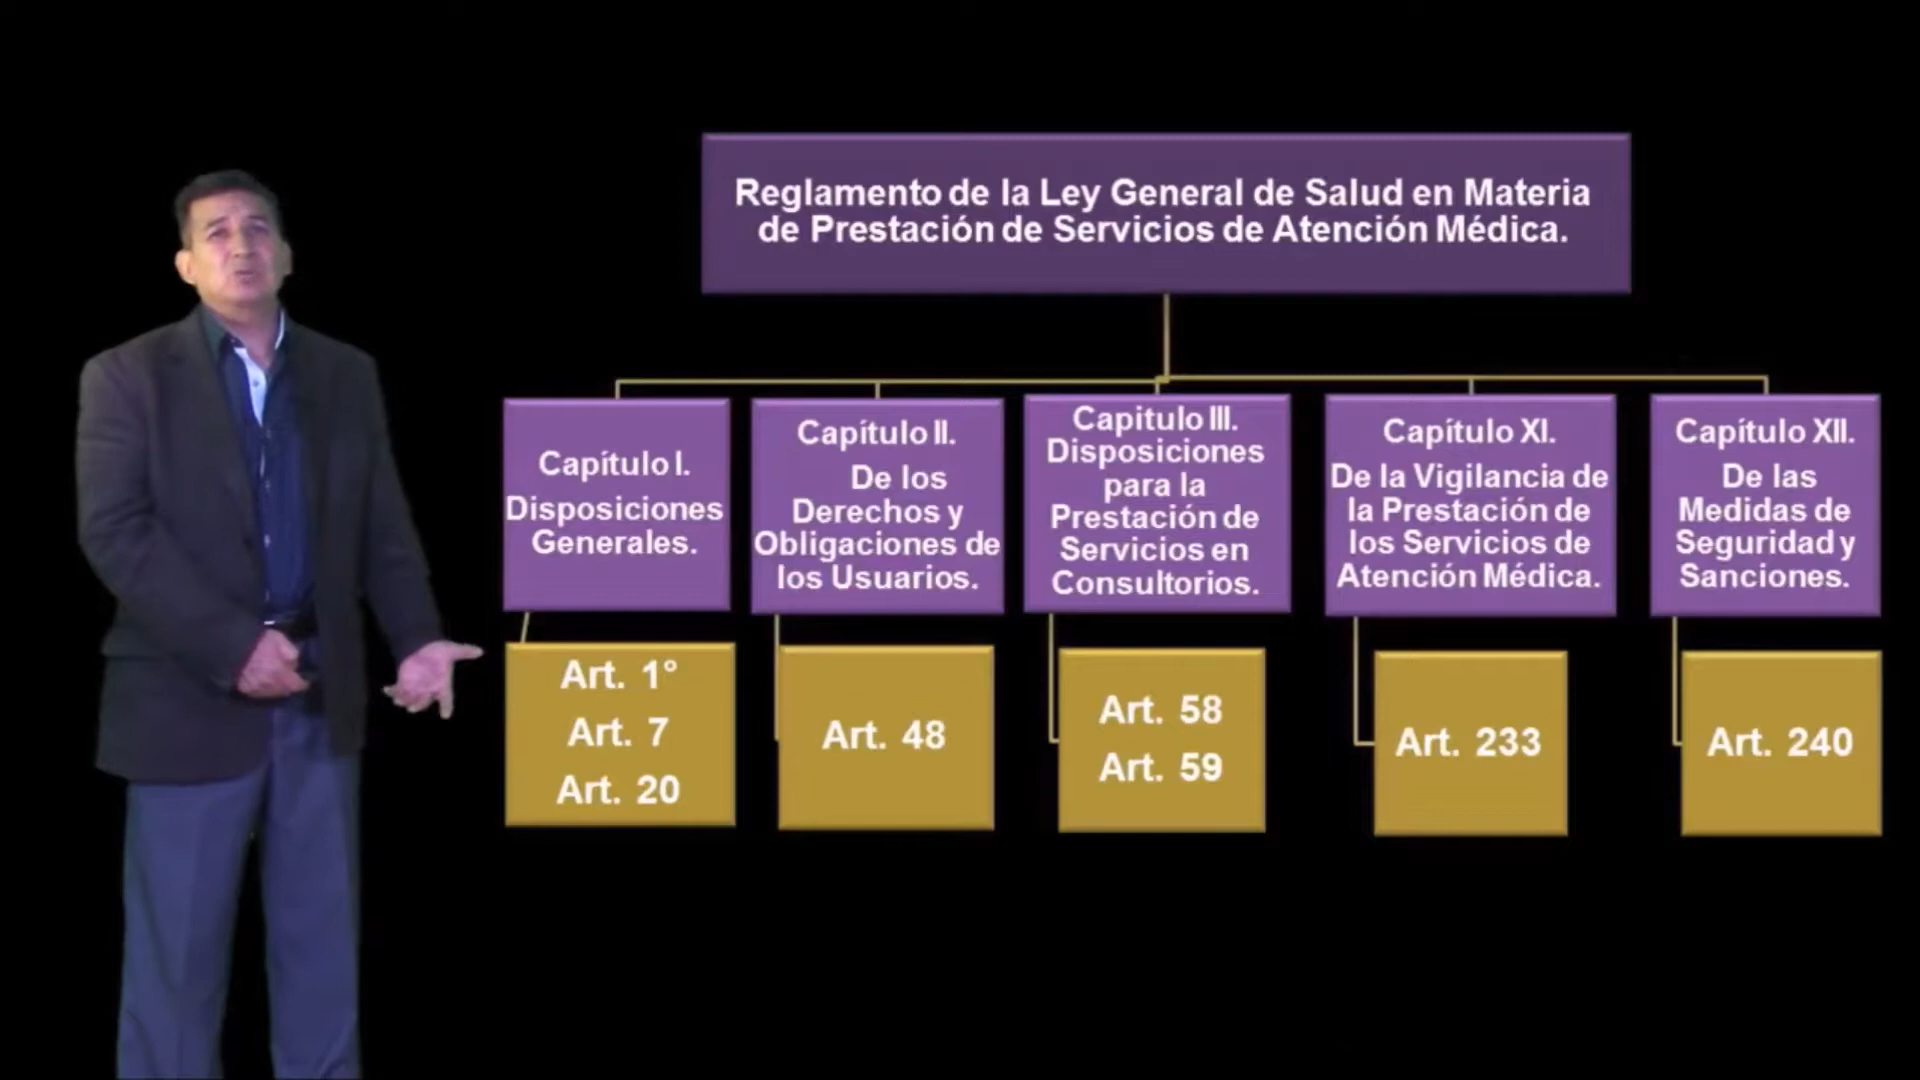 Reglamento de la Ley General de Salud en Materia
de Prestación de Servicios de Atención Médica.
Capítulo I.
Disposiciones
Generales.
Art. 1°
Art. 7
Art. 20
Capítulo II.
De los
Derechos y
Obligaciones de
los Usuarios.
Art. 48
Capítulo III.
Disposiciones
para la
Prestación de
Servicios en
Consultorios.
Art. 58
Art. 59
Capítulo XI.
De la Vigilancia de
la Prestación de
los Servicios de
Atención Médica.
Art. 233
Capítulo XII.
De las
Medidas de
Seguridad y
Sanciones.
Art. 240